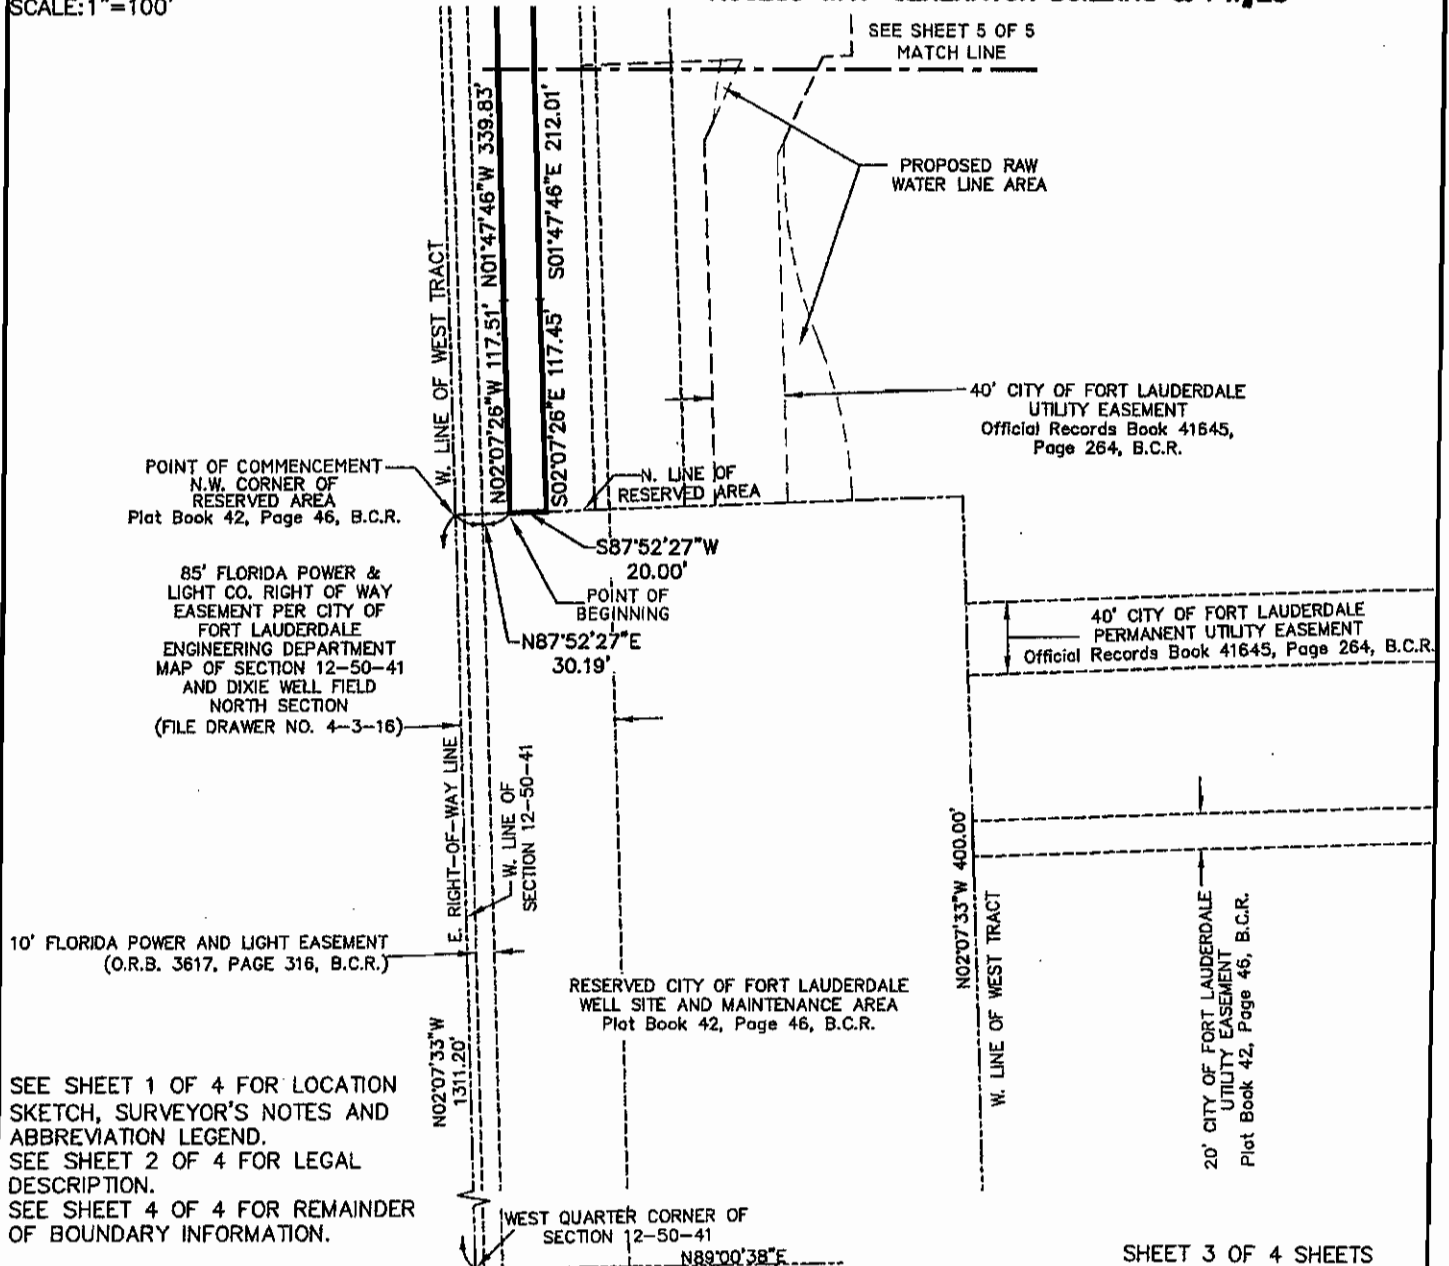 SCALE: 1"=100'
SEE SHEET 5 OF 5
MATCH LINE
PROPOSED RAW
WATER LINE AREA
N01°47'46"W 339.83'
S01°47'46"E 212.01'
W. LINE OF WEST TRACT
N02°07'26"W 117.51'
S02°07'26"E 117.45'
40' CITY OF FORT LAUDERDALE
UTILITY EASEMENT
Official Records Book 41645,
Page 264, B.C.R.
POINT OF COMMENCEMENT
N.W. CORNER OF
RESERVED AREA
Plat Book 42, Page 46, B.C.R.
N. LINE OF
RESERVED AREA
S87°52'27"W
20.00'
POINT OF
BEGINNING
N87°52'27"E
30.19'
85' FLORIDA POWER &
LIGHT CO. RIGHT OF WAY
EASEMENT PER CITY OF
FORT LAUDERDALE
ENGINEERING DEPARTMENT
MAP OF SECTION 12-50-41
AND DIXIE WELL FIELD
NORTH SECTION
(FILE DRAWER NO. 4-3-16)
40' CITY OF FORT LAUDERDALE
PERMANENT UTILITY EASEMENT
Official Records Book 41645, Page 264, B.C.R.
E. RIGHT-OF-WAY LINE
W. LINE OF
SECTION 12-50-41
10' FLORIDA POWER AND LIGHT EASEMENT
(O.R.B. 3617, PAGE 316, B.C.R.)
N02°07'33"W 400.00'
W. LINE OF WEST TRACT
20' CITY OF FORT LAUDERDALE
UTILITY EASEMENT
Plat Book 42, Page 46, B.C.R.
RESERVED CITY OF FORT LAUDERDALE
WELL SITE AND MAINTENANCE AREA
Plat Book 42, Page 46, B.C.R.
N02°07'33"W
1311.20'
SEE SHEET 1 OF 4 FOR LOCATION
SKETCH, SURVEYOR'S NOTES AND
ABBREVIATION LEGEND.
SEE SHEET 2 OF 4 FOR LEGAL
DESCRIPTION.
SEE SHEET 4 OF 4 FOR REMAINDER
OF BOUNDARY INFORMATION.
WEST QUARTER CORNER OF
SECTION 12-50-41
N89°00'38"E
SHEET 3 OF 4 SHEETS